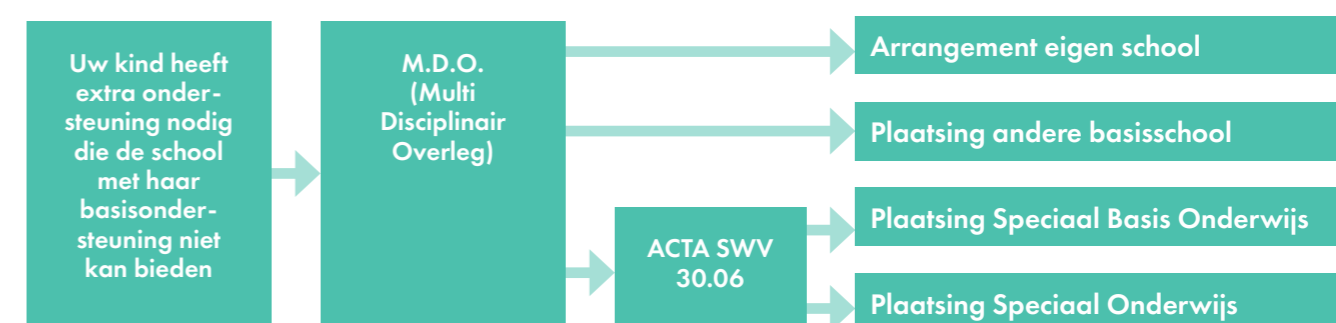 Uw kind heeft
extra onder-
steuning nodig
die de school
met haar
basisonder-
steuning niet
kan bieden
M.D.O.
(Multi
Disciplinair
Overleg)
ACTA SWV
30.06
Arrangement eigen school
Plaatsing andere basisschool
Plaatsing Speciaal Basis Onderwijs
Plaatsing Speciaal Onderwijs